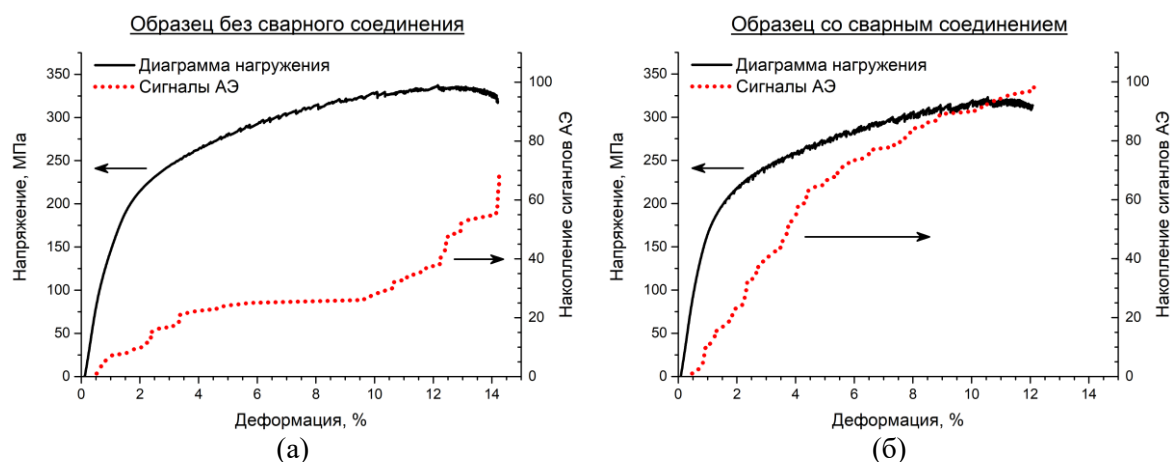 Образец без сварного соединения
Диаграмма нагружения
Сигналы АЭ
Напряжение, МПа
350
300
250
200
150
100
50
0
100
80
60
40
20
0
Накопление сиганлов АЭ
0 2 4 6 8 10 12 14
Деформация, %
(а)
Образец со сварным соединением
Диаграмма нагружения
Сигналы АЭ
Напряжение, МПа
350
300
250
200
150
100
50
0
100
80
60
40
20
0
Накопление сиганлов АЭ
0 2 4 6 8 10 12 14
Деформация, %
(б)